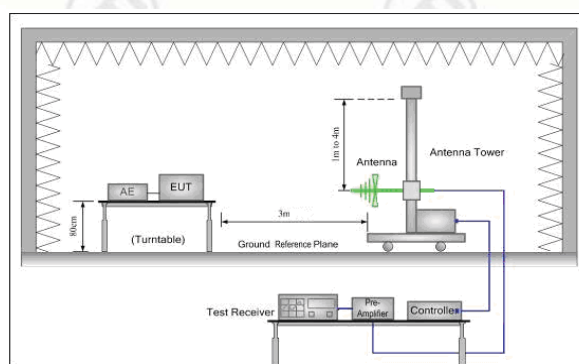 1m to 4m
Antenna
Antenna Tower
AE
EUT
80cm
(Turntable)
3m
Ground Reference Plane
Test Receiver
Pre-
Amplifier
Controller